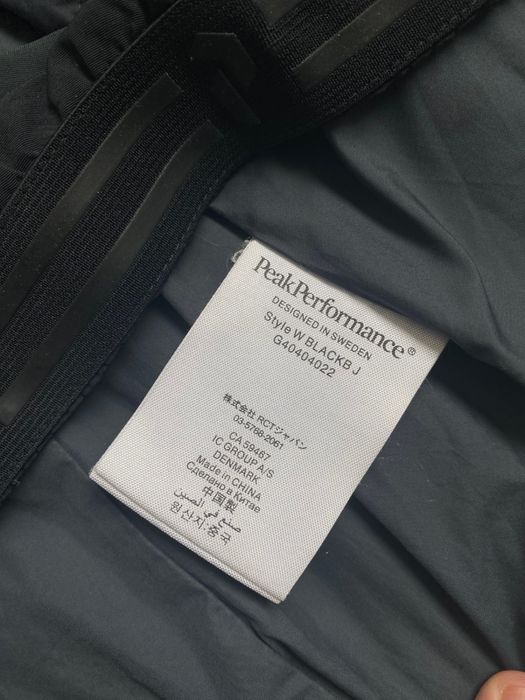 PeakPerformance®
DESIGNED IN SWEDEN
Style W BLACKB J
G40404022
株式会社 RCTジャパン
03-5768-2061
CA 59467
IC GROUP A/S
DENMARK
Made in CHINA
Сделано в Китае
中国製
صنع في الصين
원산지: 중국